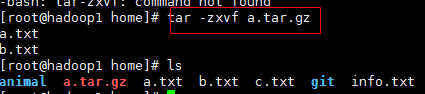 -bash: tar-zxvf: command not found
[root@hadoop1 home]# tar -zxvf a.tar.gz
a.txt
b.txt
[root@hadoop1 home]# ls
animal a.tar.gz a.txt b.txt c.txt git info.txt
[root@hadoop1 home]#